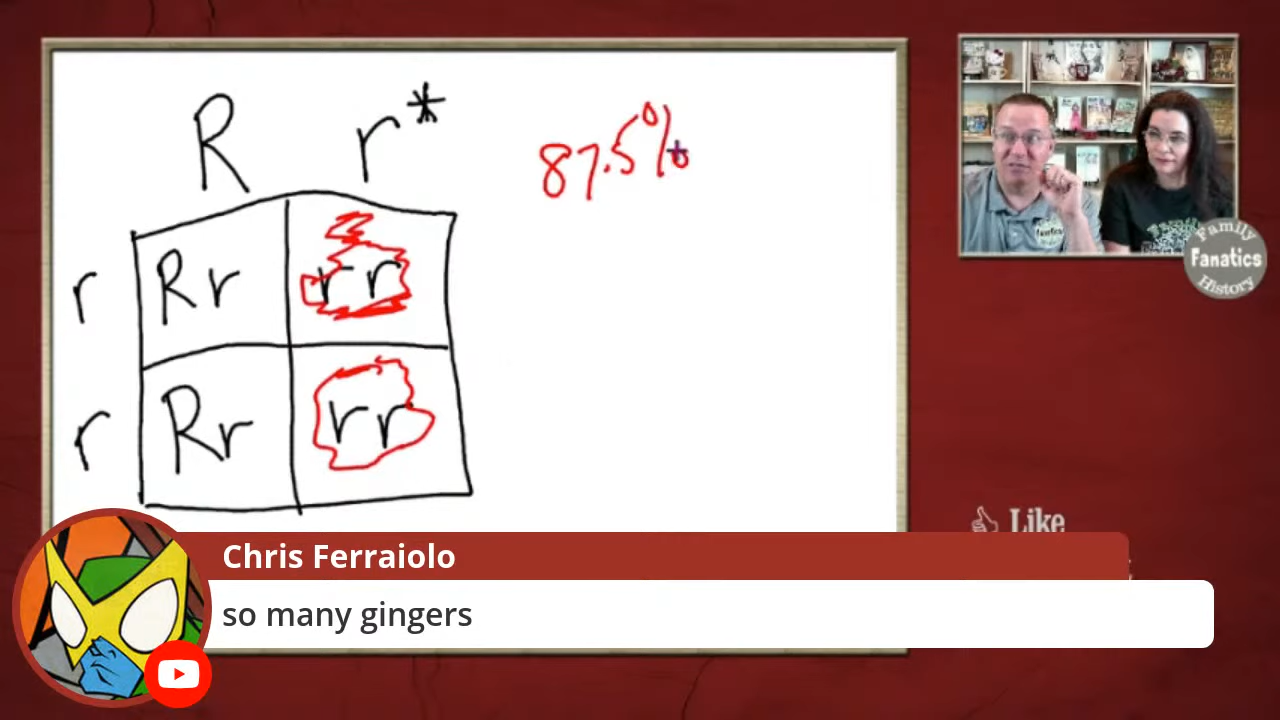 R r*
87.5%
r Rr rr
r Rr rr
Family
Fanatics
History
Like
Chris Ferraiolo
so many gingers